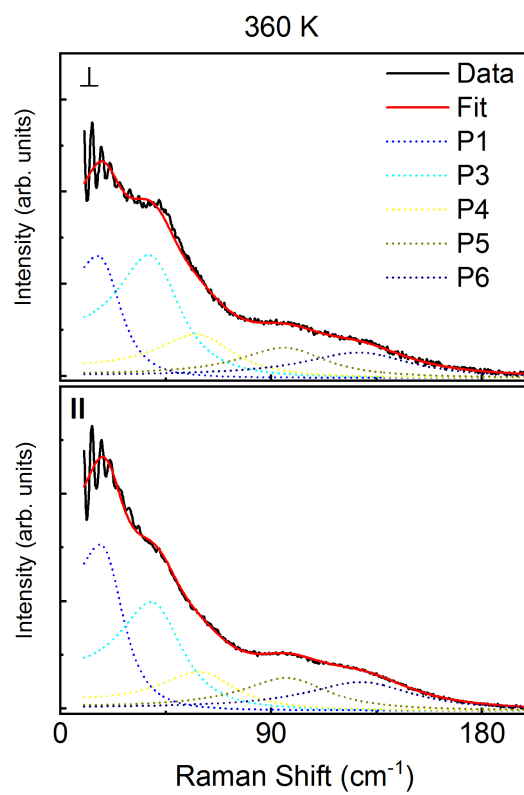 360 K
⊥
Data
Fit
P1
P3
P4
P5
P6
Intensity (arb. units)
II
Intensity (arb. units)
0 90 180
Raman Shift (cm⁻¹)